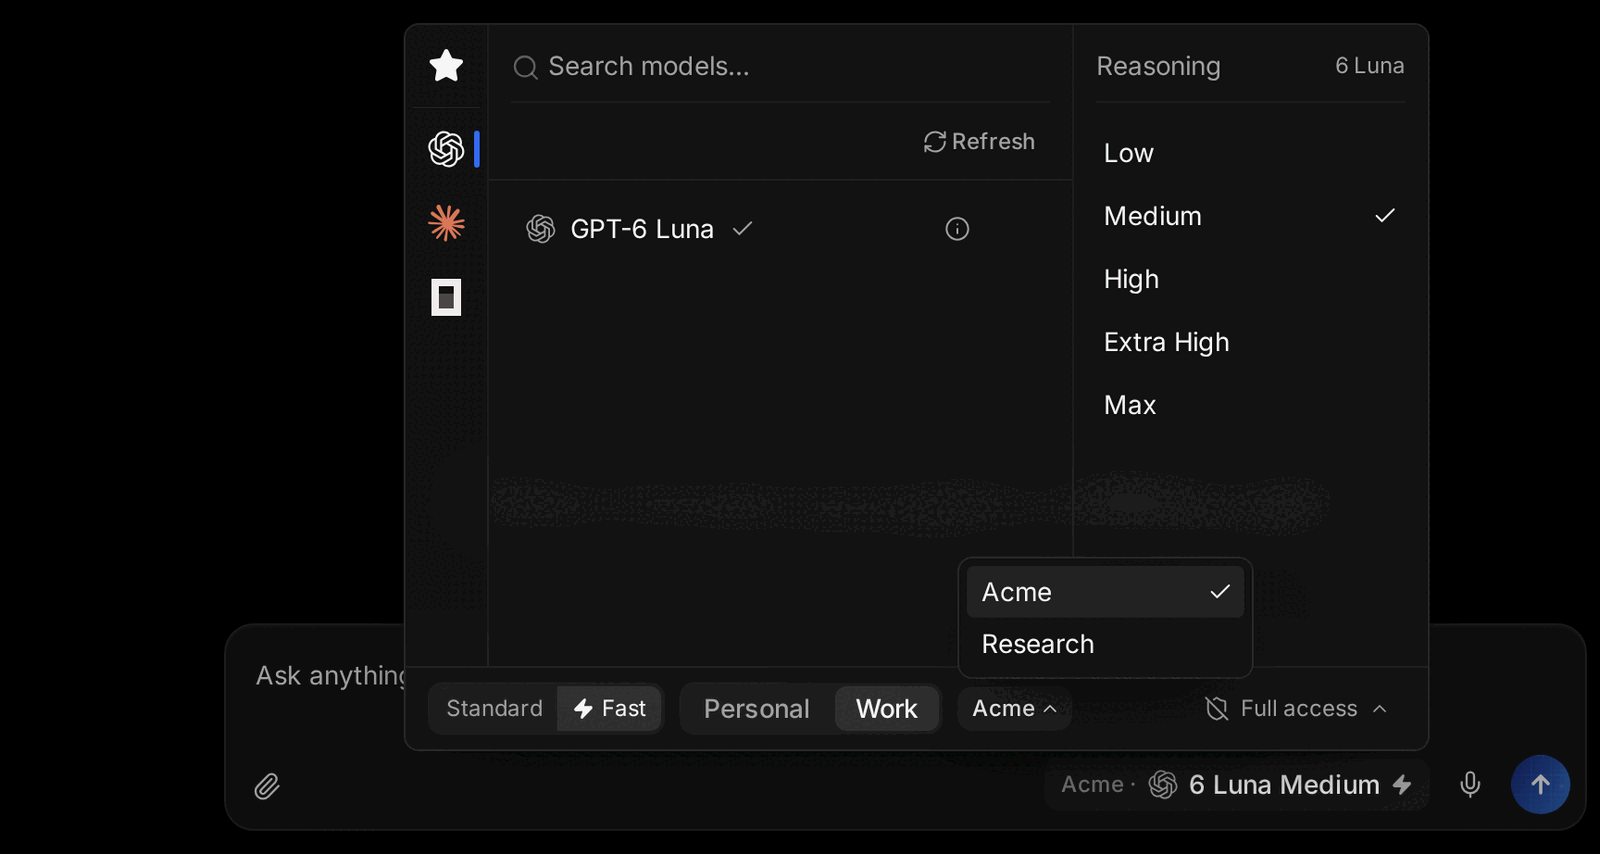 Search models...
Reasoning 6 Luna
Refresh
Low
GPT-6 Luna
Medium
High
Extra High
Max
Acme
Research
Ask anything
Standard Fast Personal Work Acme Full access
Acme · 6 Luna Medium